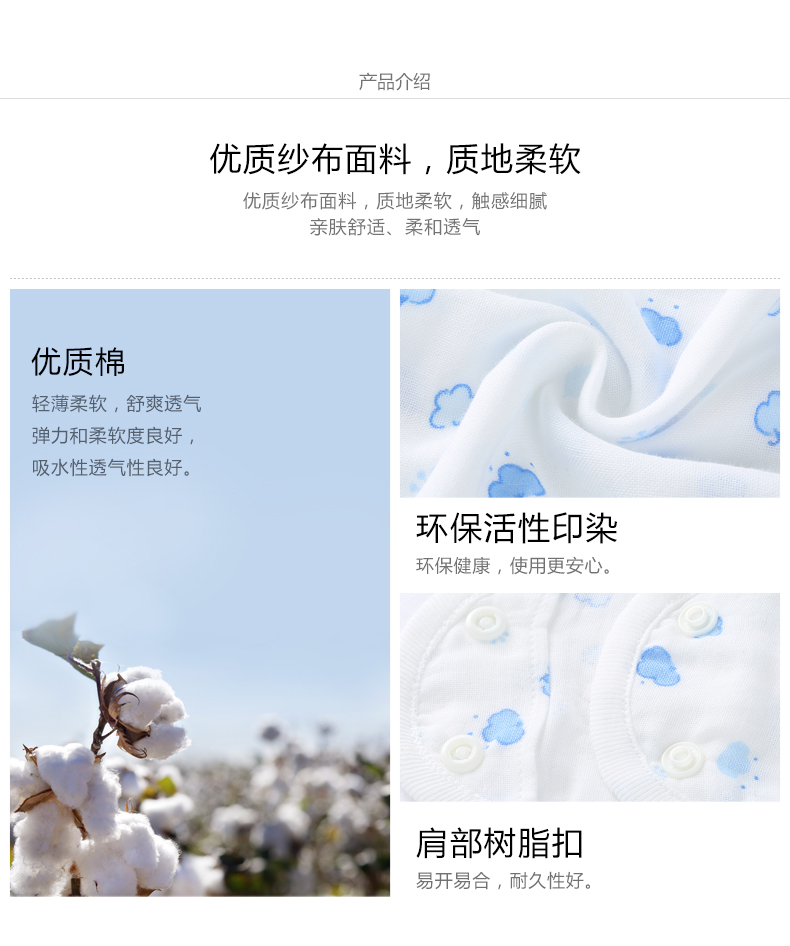 产品介绍
优质纱布面料，质地柔软
优质纱布面料，质地柔软，触感细腻
亲肤舒适、柔和透气
优质棉
轻薄柔软，舒爽透气
弹力和柔软度良好，
吸水性透气性良好。
环保活性印染
环保健康，使用更安心。
肩部树脂扣
易开易合，耐久性好。